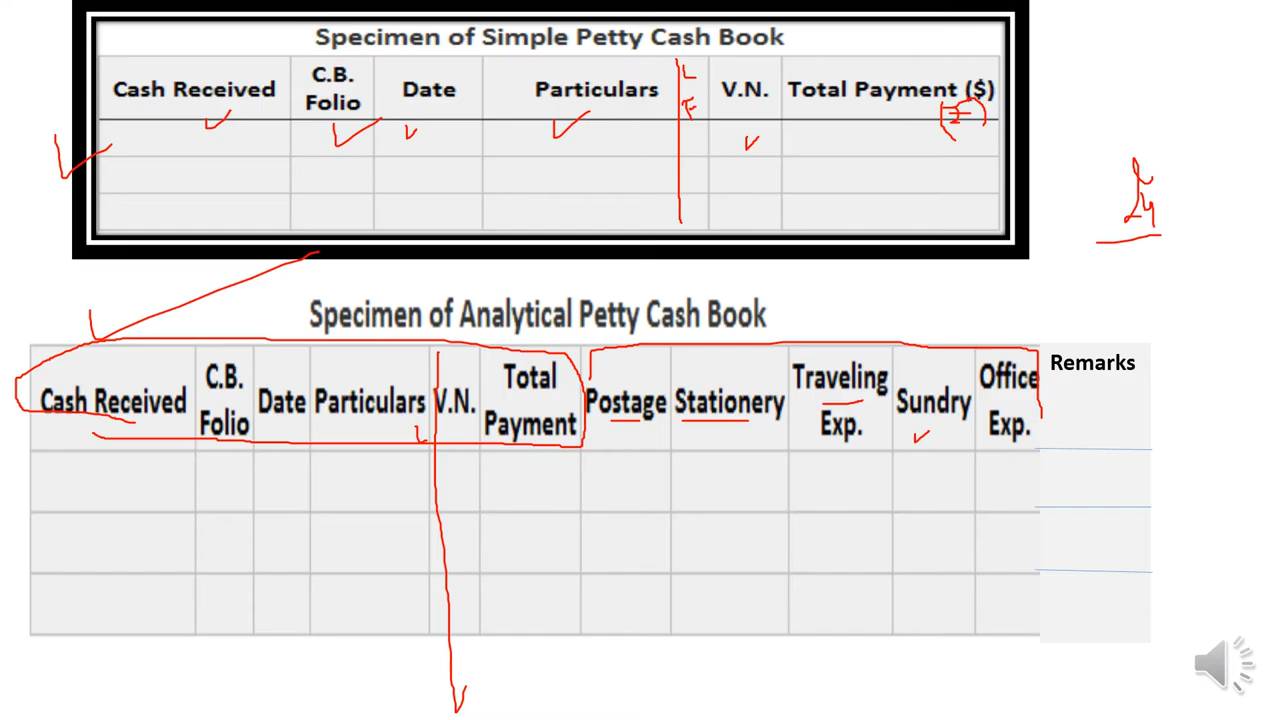 Specimen of Simple Petty Cash Book
Cash Received C.B. Folio Date Particulars L F V.N. Total Payment ($)
Specimen of Analytical Petty Cash Book
Cash Received C.B. Folio Date Particulars V.N. Total Payment Postage Stationery Traveling Exp. Sundry Office Exp. Remarks